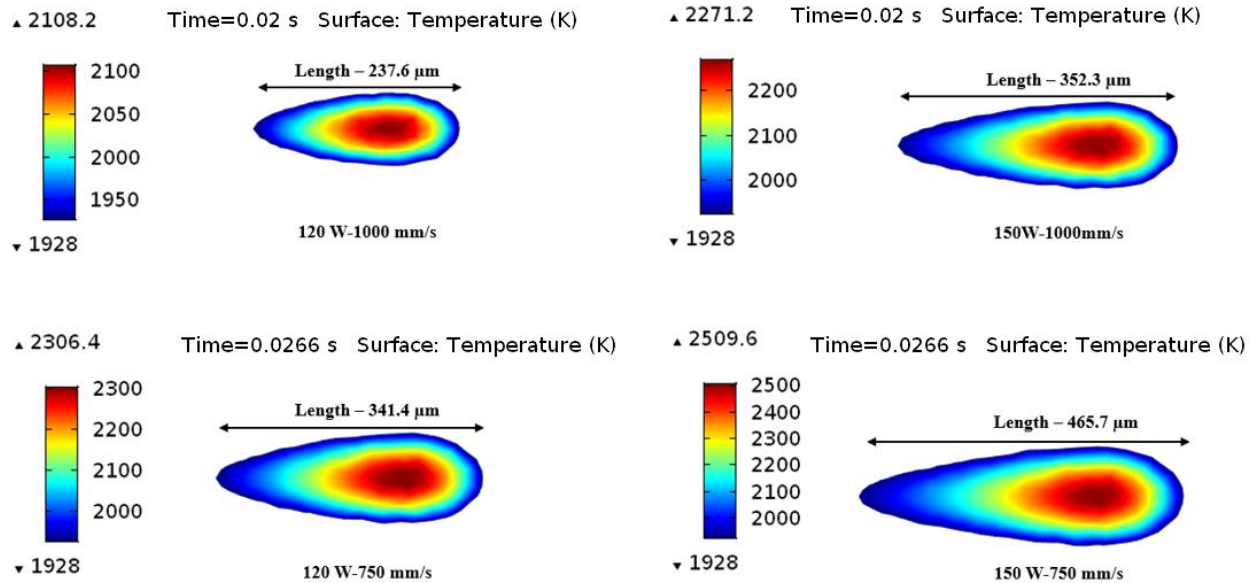 ▲ 2108.2 Time=0.02 s Surface: Temperature (K)
2100
2050
2000
1950
▼ 1928
Length – 237.6 µm
120 W-1000 mm/s
▲ 2271.2 Time=0.02 s Surface: Temperature (K)
2200
2100
2000
▼ 1928
Length – 352.3 µm
150W-1000mm/s
▲ 2306.4 Time=0.0266 s Surface: Temperature (K)
2300
2200
2100
2000
▼ 1928
Length – 341.4 µm
120 W-750 mm/s
▲ 2509.6 Time=0.0266 s Surface: Temperature (K)
2500
2400
2300
2200
2100
2000
▼ 1928
Length – 465.7 µm
150 W-750 mm/s